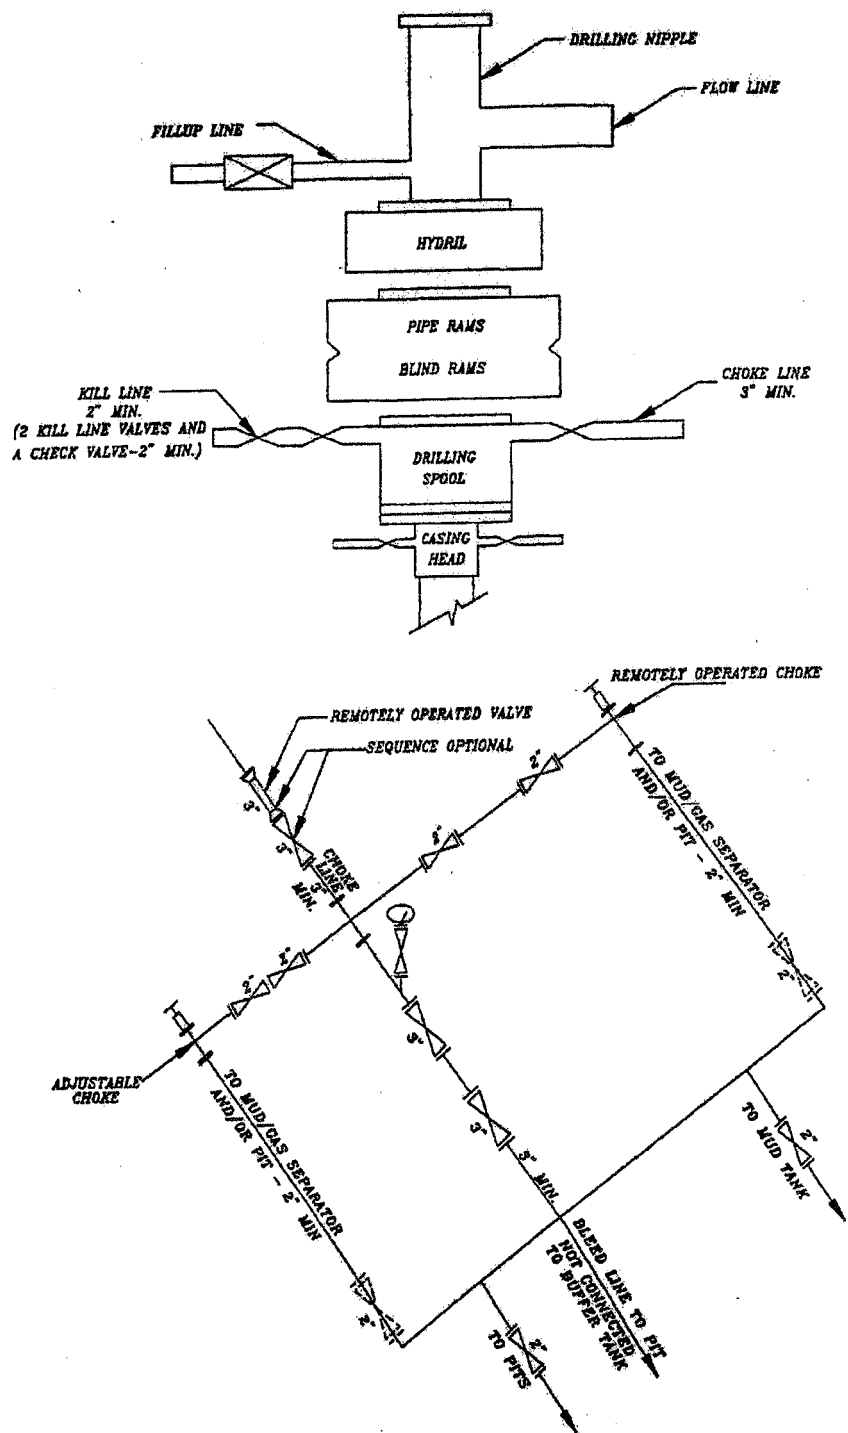 DRILLING NIPPLE
FLOW LINE
FILLUP LINE
HYDRIL
PIPE RAMS
BLIND RAMS
KILL LINE
2" MIN.
(2 KILL LINE VALVES AND
A CHECK VALVE-2" MIN.)
CHOKE LINE
3" MIN.
DRILLING
SPOOL
CASING
HEAD
REMOTELY OPERATED CHOKE
REMOTELY OPERATED VALVE
SEQUENCE OPTIONAL
3"
3"
CHOKE
LINE
3"
MIN.
2"
2"
TO MUD/GAS SEPARATOR
AND/OR PIT - 2" MIN
2"
2"
2"
ADJUSTABLE
CHOKE
TO MUD/GAS SEPARATOR
AND/OR PIT - 2" MIN
2"
3"
3"
3" MIN.
BLEED LINE TO PIT
NOT CONNECTED
TO BUFFER TANK
2"
TO MUD TANK
2"
TO PITS